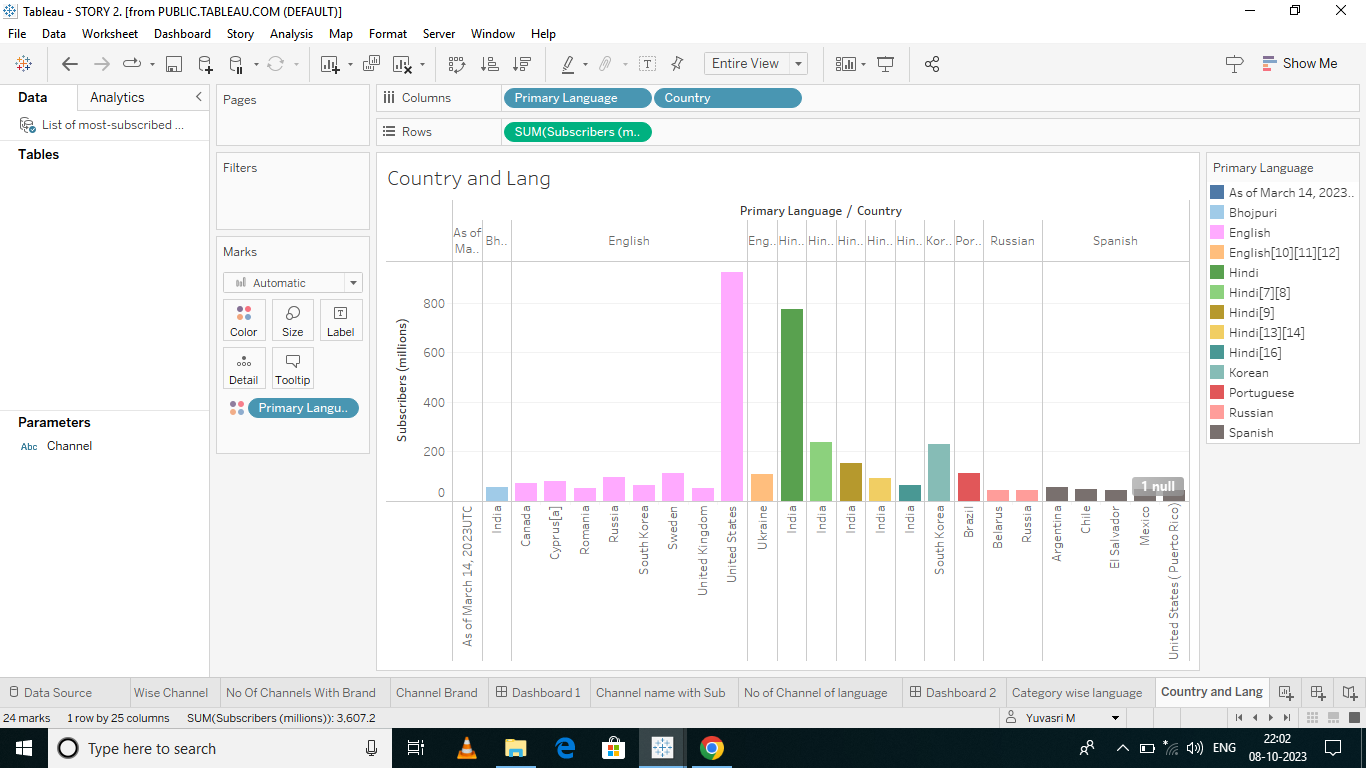 Tableau - STORY 2. [from PUBLIC.TABLEAU.COM (DEFAULT)]
File Data Worksheet Dashboard Story Analysis Map Format Server Window Help
Entire View
Show Me
Data Analytics
List of most-subscribed ...
Tables
Parameters
Abc Channel
Pages
Filters
Marks
Automatic
Color Size Label
Detail Tooltip
Primary Langu..
Columns Primary Language Country
Rows SUM(Subscribers (m..
Country and Lang
Primary Language / Country
As of Ma.. Bh.. English Eng.. Hin.. Hin.. Hin.. Hin.. Hin.. Kor.. Por.. Russian Spanish
Subscribers (millions)
800
600
400
200
0
1 null
As of March 14, 2023UTC
India
Canada
Cyprus[a]
Romania
Russia
South Korea
Sweden
United Kingdom
United States
Ukraine
India
India
India
India
India
South Korea
Brazil
Belarus
Russia
Argentina
Chile
El Salvador
Mexico
United States ( Puerto Rico)
Primary Language
As of March 14, 2023..
Bhojpuri
English
English[10][11][12]
Hindi
Hindi[7][8]
Hindi[9]
Hindi[13][14]
Hindi[16]
Korean
Portuguese
Russian
Spanish
Data Source Wise Channel No Of Channels With Brand Channel Brand Dashboard 1 Channel name with Sub No of Channel of language Dashboard 2 Category wise language Country and Lang
24 marks 1 row by 25 columns SUM(Subscribers (millions)): 3,607.2 Yuvasri M
Type here to search
ENG
22:02
08-10-2023